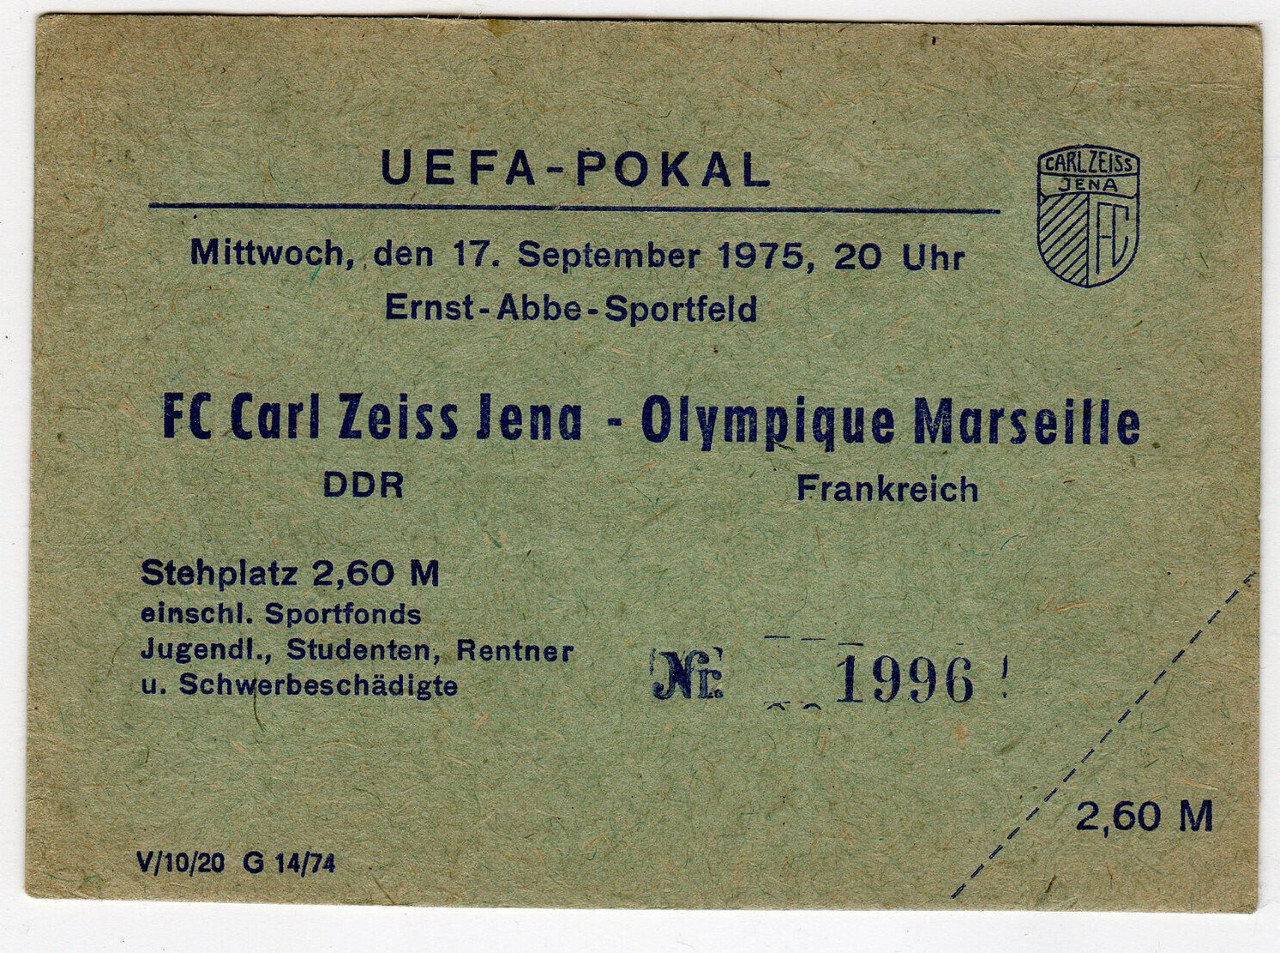 UEFA-POKAL
CARL ZEISS
JENA
FC
Mittwoch, den 17. September 1975, 20 Uhr
Ernst-Abbe-Sportfeld
FC Carl Zeiss Jena - Olympique Marseille
DDR Frankreich
Stehplatz 2,60 M
einschl. Sportfonds
Jugendl., Studenten, Rentner
u. Schwerbeschädigte
Nr. 1996
2,60 M
V/10/20 G 14/74